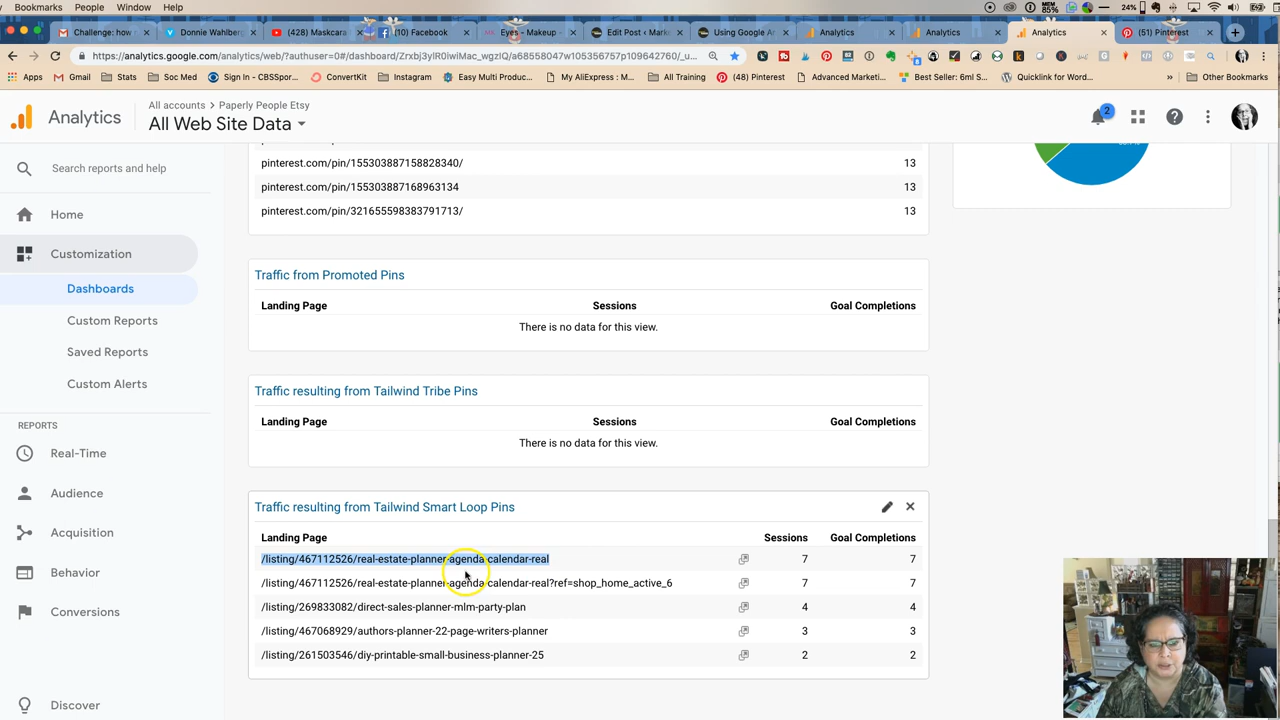 Bookmarks People Window Help
MEM 85% 24%
Challenge: how Donnie Wahlberg (428) Maskcara (10) Facebook Eyes - Makeup - Edit Post ‹ Mark Using Google An Analytics Analytics Analytics (51) Pinterest
https://analytics.google.com/analytics/web/?authuser=0#/dashboard/
Apps Gmail Stats Soc Med Sign In - CBSSpor... ConvertKit Instagram Easy Multi Produc... My AliExpress : M... All Training (48) Pinterest Advanced Market... Best Seller: 6ml S... Quicklink for Word... » Other Bookmarks
Analytics
All accounts > Paperly People Etsy
All Web Site Data
2
Search reports and help
Home
Customization
Dashboards
Custom Reports
Saved Reports
Custom Alerts
REPORTS
Real-Time
Audience
Acquisition
Behavior
Conversions
Discover
pinterest.com/pin/155303887158828340/ 13
pinterest.com/pin/155303887168963134 13
pinterest.com/pin/321655598383791713/ 13
Traffic from Promoted Pins
Landing Page Sessions Goal Completions
There is no data for this view.
Traffic resulting from Tailwind Tribe Pins
Landing Page Sessions Goal Completions
There is no data for this view.
Traffic resulting from Tailwind Smart Loop Pins
Landing Page Sessions Goal Completions
/listing/467112526/real-estate-planner-agenda-calendar-real 7 7
/listing/467112526/real-estate-planner-agenda-calendar-real?ref=shop_home_active_6 7 7
/listing/269833082/direct-sales-planner-mlm-party-plan 4 4
/listing/467068929/authors-planner-22-page-writers-planner 3 3
/listing/261503546/diy-printable-small-business-planner-25 2 2